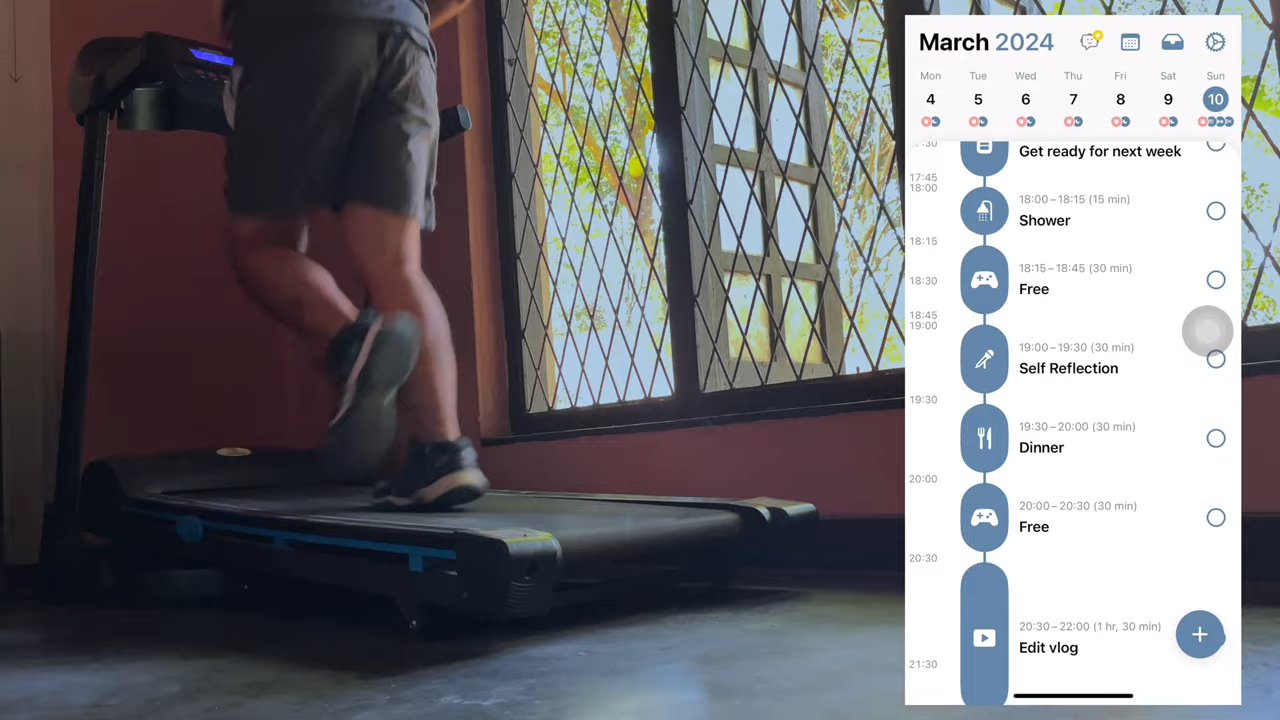 March 2024
Mon Tue Wed Thu Fri Sat Sun
4 5 6 7 8 9 10
:30
Get ready for next week
17:45
18:00
18:00 – 18:15 (15 min)
Shower
18:15
18:15 – 18:45 (30 min)
18:30
Free
18:45
19:00
19:00 – 19:30 (30 min)
Self Reflection
19:30
19:30 – 20:00 (30 min)
Dinner
20:00
20:00 – 20:30 (30 min)
Free
20:30
20:30 – 22:00 (1 hr, 30 min)
Edit vlog
21:30